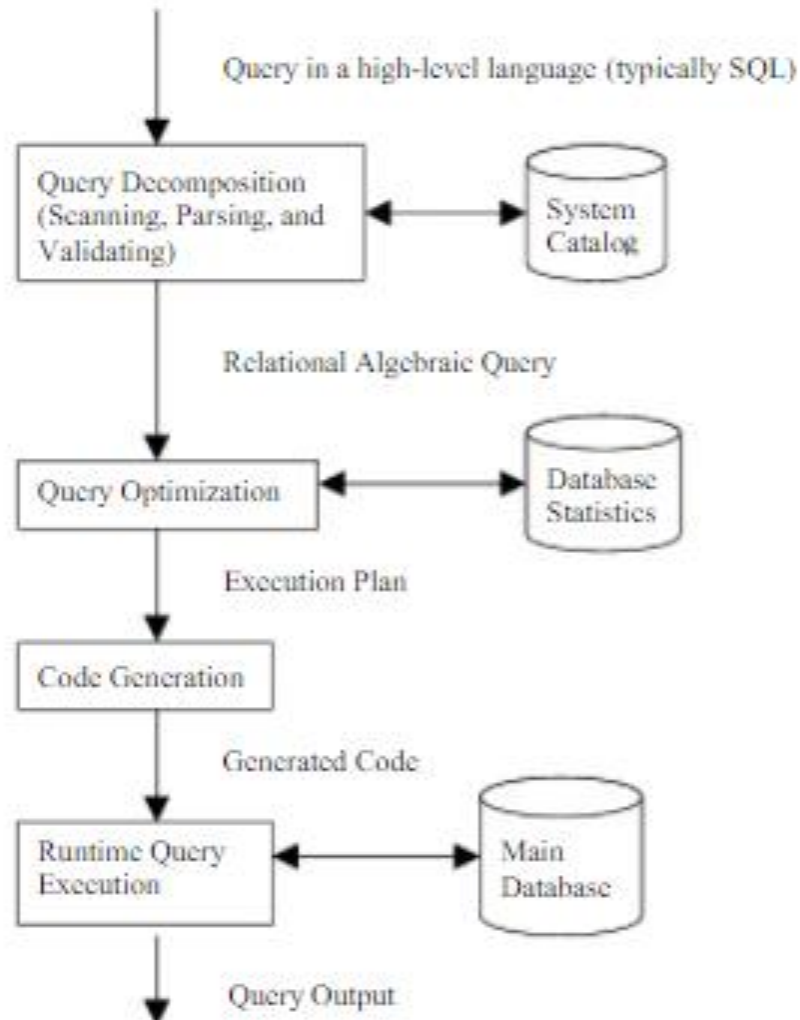 Query in a high-level language (typically SQL)
Query Decomposition
(Scanning, Parsing, and
Validating)
System
Catalog
Relational Algebraic Query
Query Optimization
Database
Statistics
Execution Plan
Code Generation
Generated Code
Runtime Query
Execution
Main
Database
Query Output